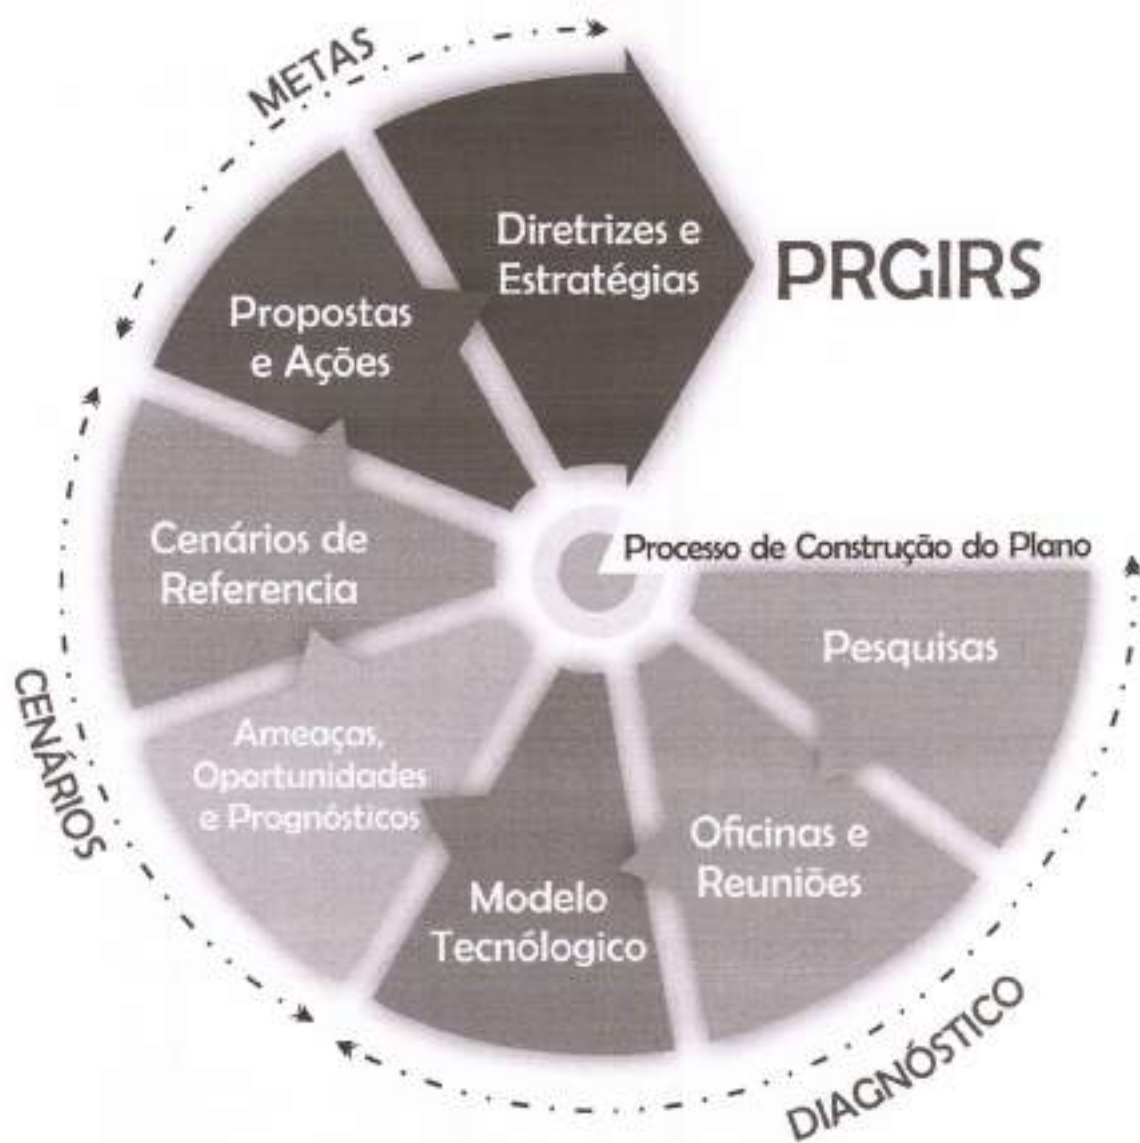 METAS
Diretrizes e
Estratégias
PRGIRS
Propostas
e Ações
Cenários de
Referencia
Processo de Construção do Plano
Pesquisas
CENÁRIOS
Ameaças,
Oportunidades
e Prognósticos
Oficinas e
Reuniões
Modelo
Tecnólogico
DIAGNÓSTICO